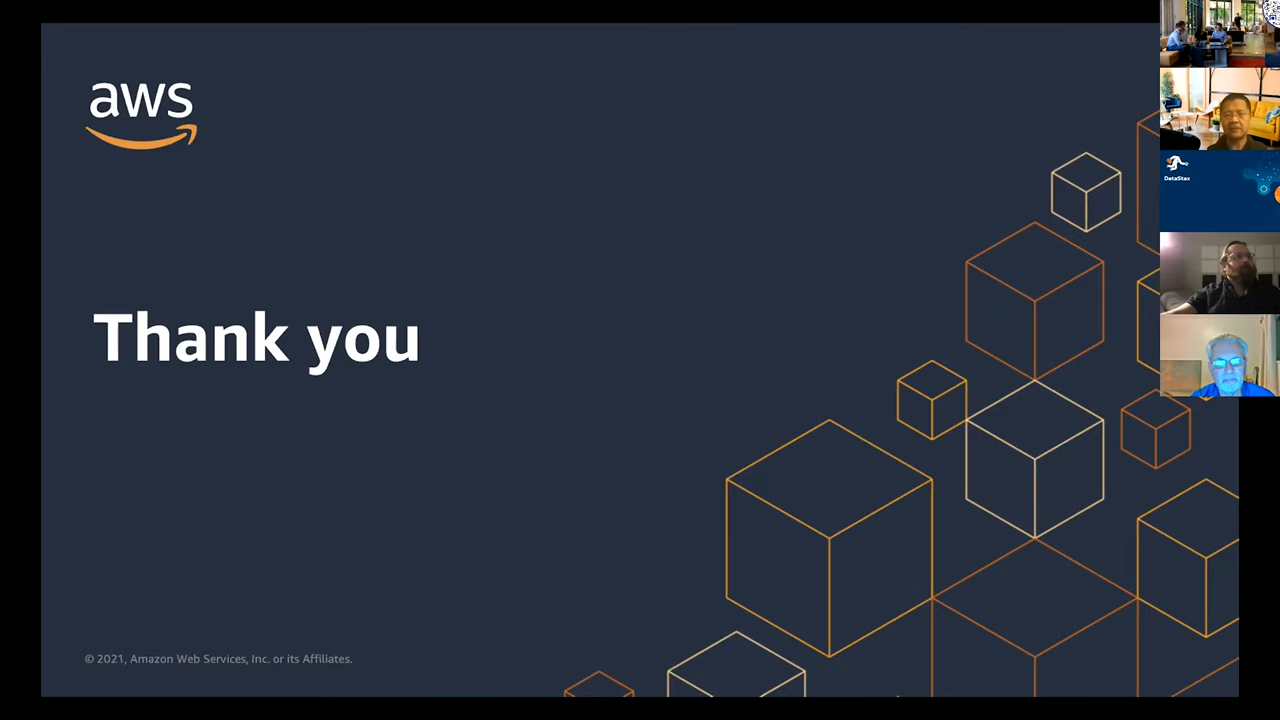 aws
Thank you
© 2021, Amazon Web Services, Inc. or its Affiliates.
DataStax